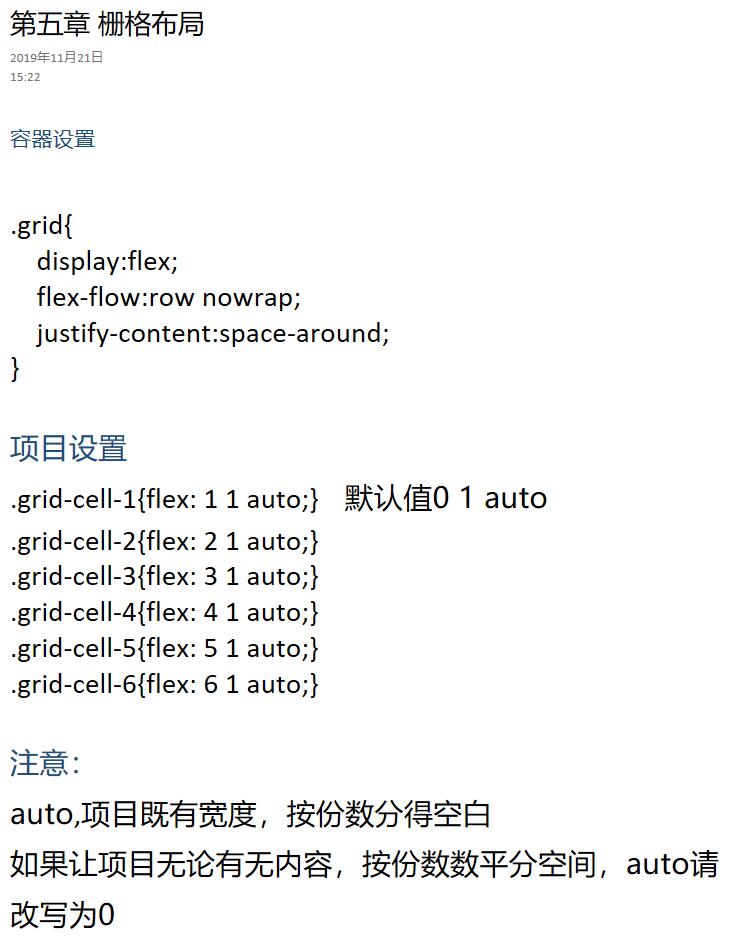 第五章 栅格布局
2019年11月21日
15:22
容器设置
.grid{
display:flex;
flex-flow:row nowrap;
justify-content:space-around;
}
项目设置
.grid-cell-1{flex: 1 1 auto;} 默认值0 1 auto
.grid-cell-2{flex: 2 1 auto;}
.grid-cell-3{flex: 3 1 auto;}
.grid-cell-4{flex: 4 1 auto;}
.grid-cell-5{flex: 5 1 auto;}
.grid-cell-6{flex: 6 1 auto;}
注意：
auto,项目既有宽度，按份数分得空白
如果让项目无论有无内容，按份数数平分空间，auto请
改写为0